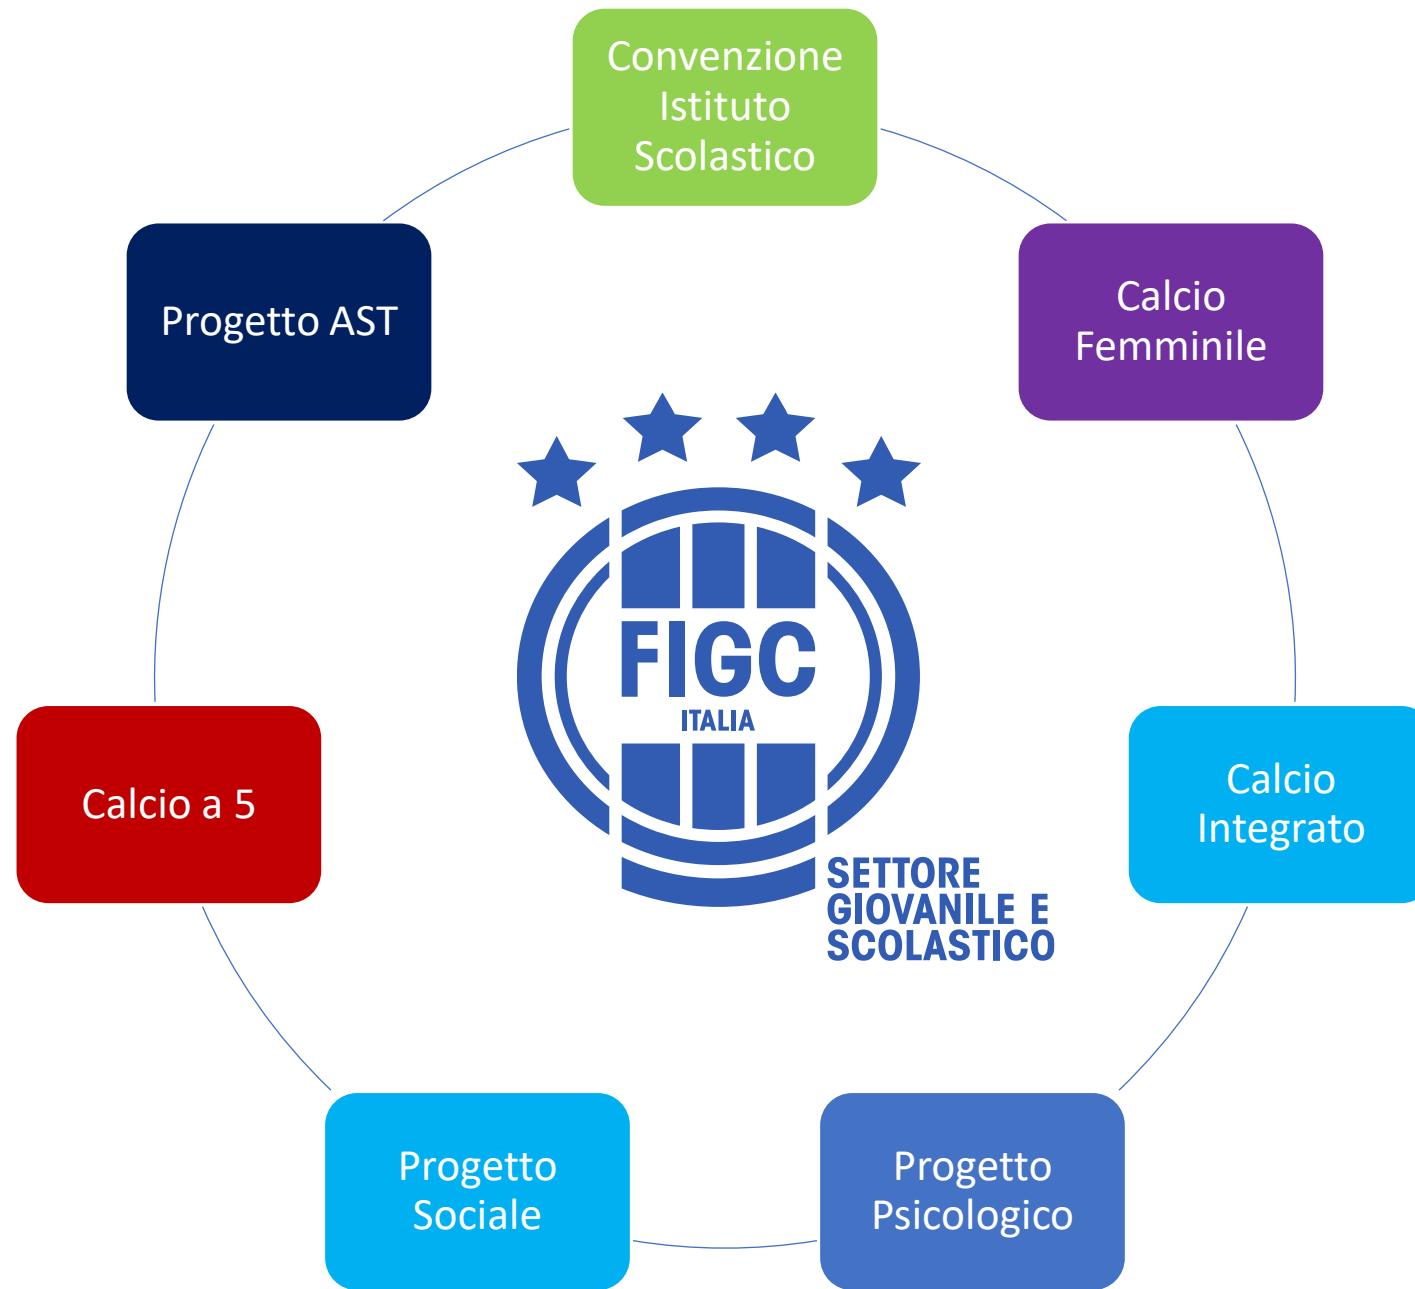 Convenzione
Istituto
Scolastico
Progetto AST
Calcio
Femminile
FIGC
ITALIA
Calcio a 5
Calcio
Integrato
SETTORE
GIOVANILE E
SCOLASTICO
Progetto
Sociale
Progetto
Psicologico